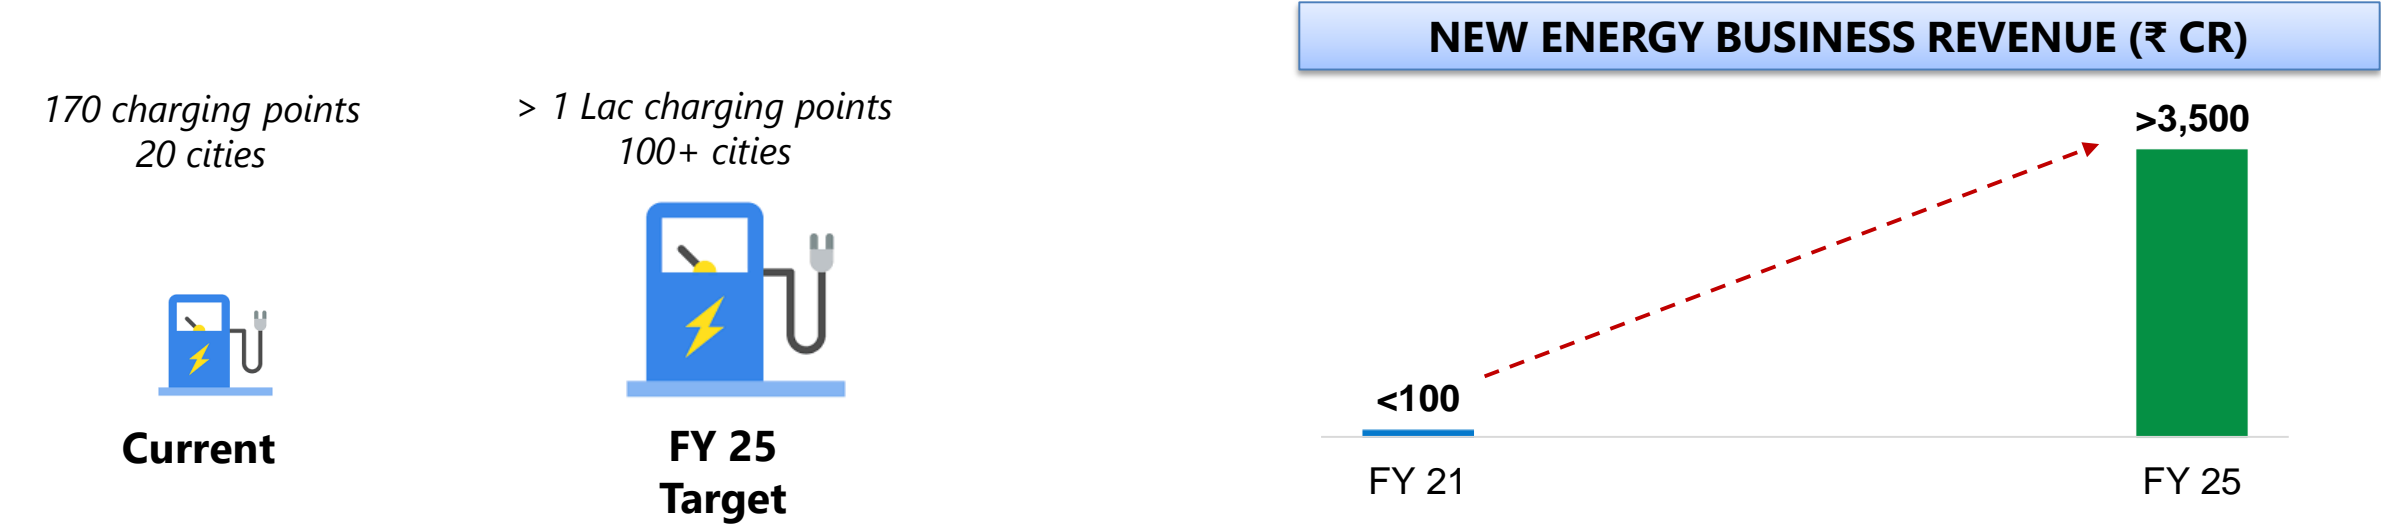 170 charging points
20 cities
Current
> 1 Lac charging points
100+ cities
FY 25
Target
NEW ENERGY BUSINESS REVENUE (₹ CR)
<100
>3,500
FY 21
FY 25